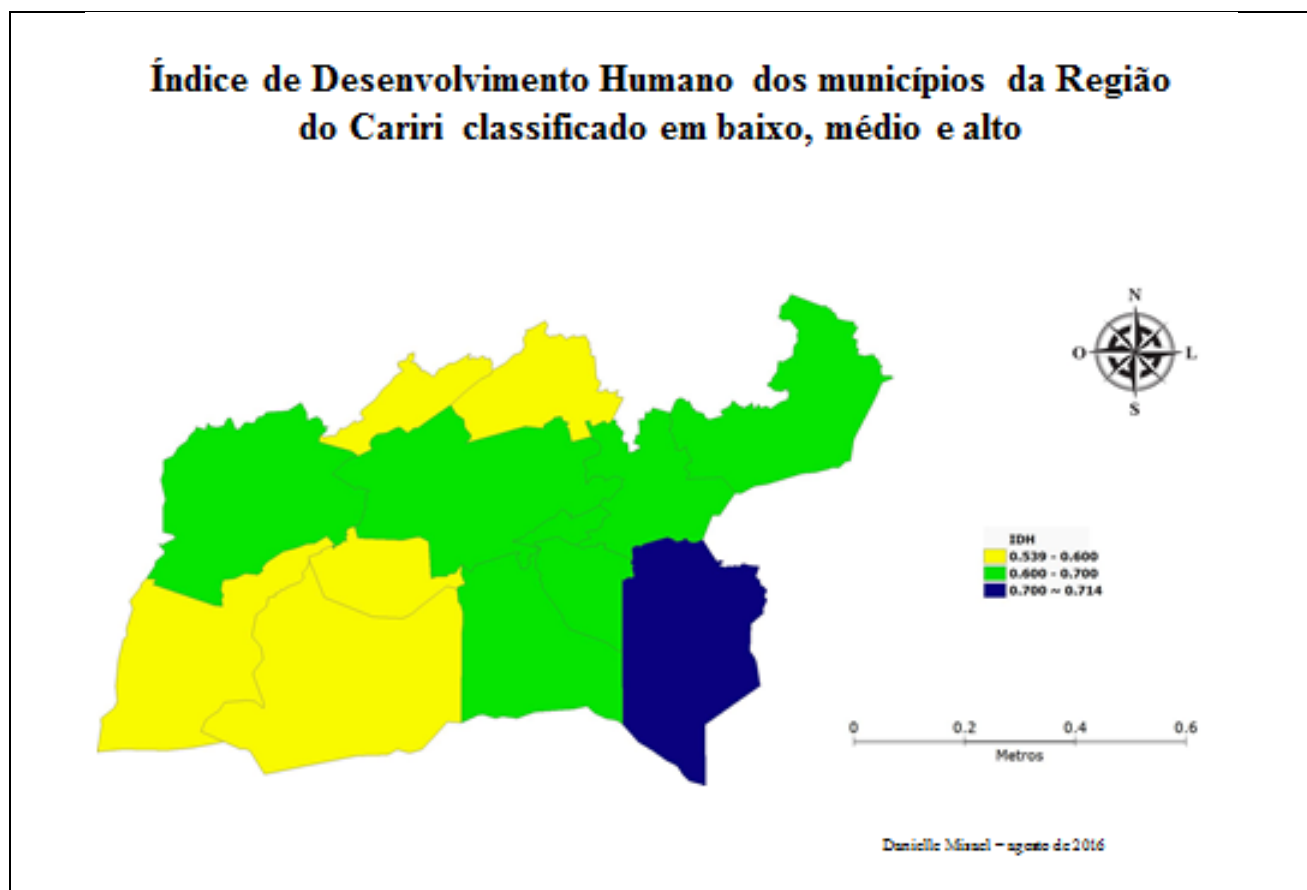 Índice de Desenvolvimento Humano dos municípios da Região
do Cariri classificado em baixo, médio e alto
N
O L
S
IDH
0.539 - 0.600
0.600 - 0.700
0.700 ~ 0.714
0 0.2 0.4 0.6
Metros
Danielle Misael – agosto de 2016